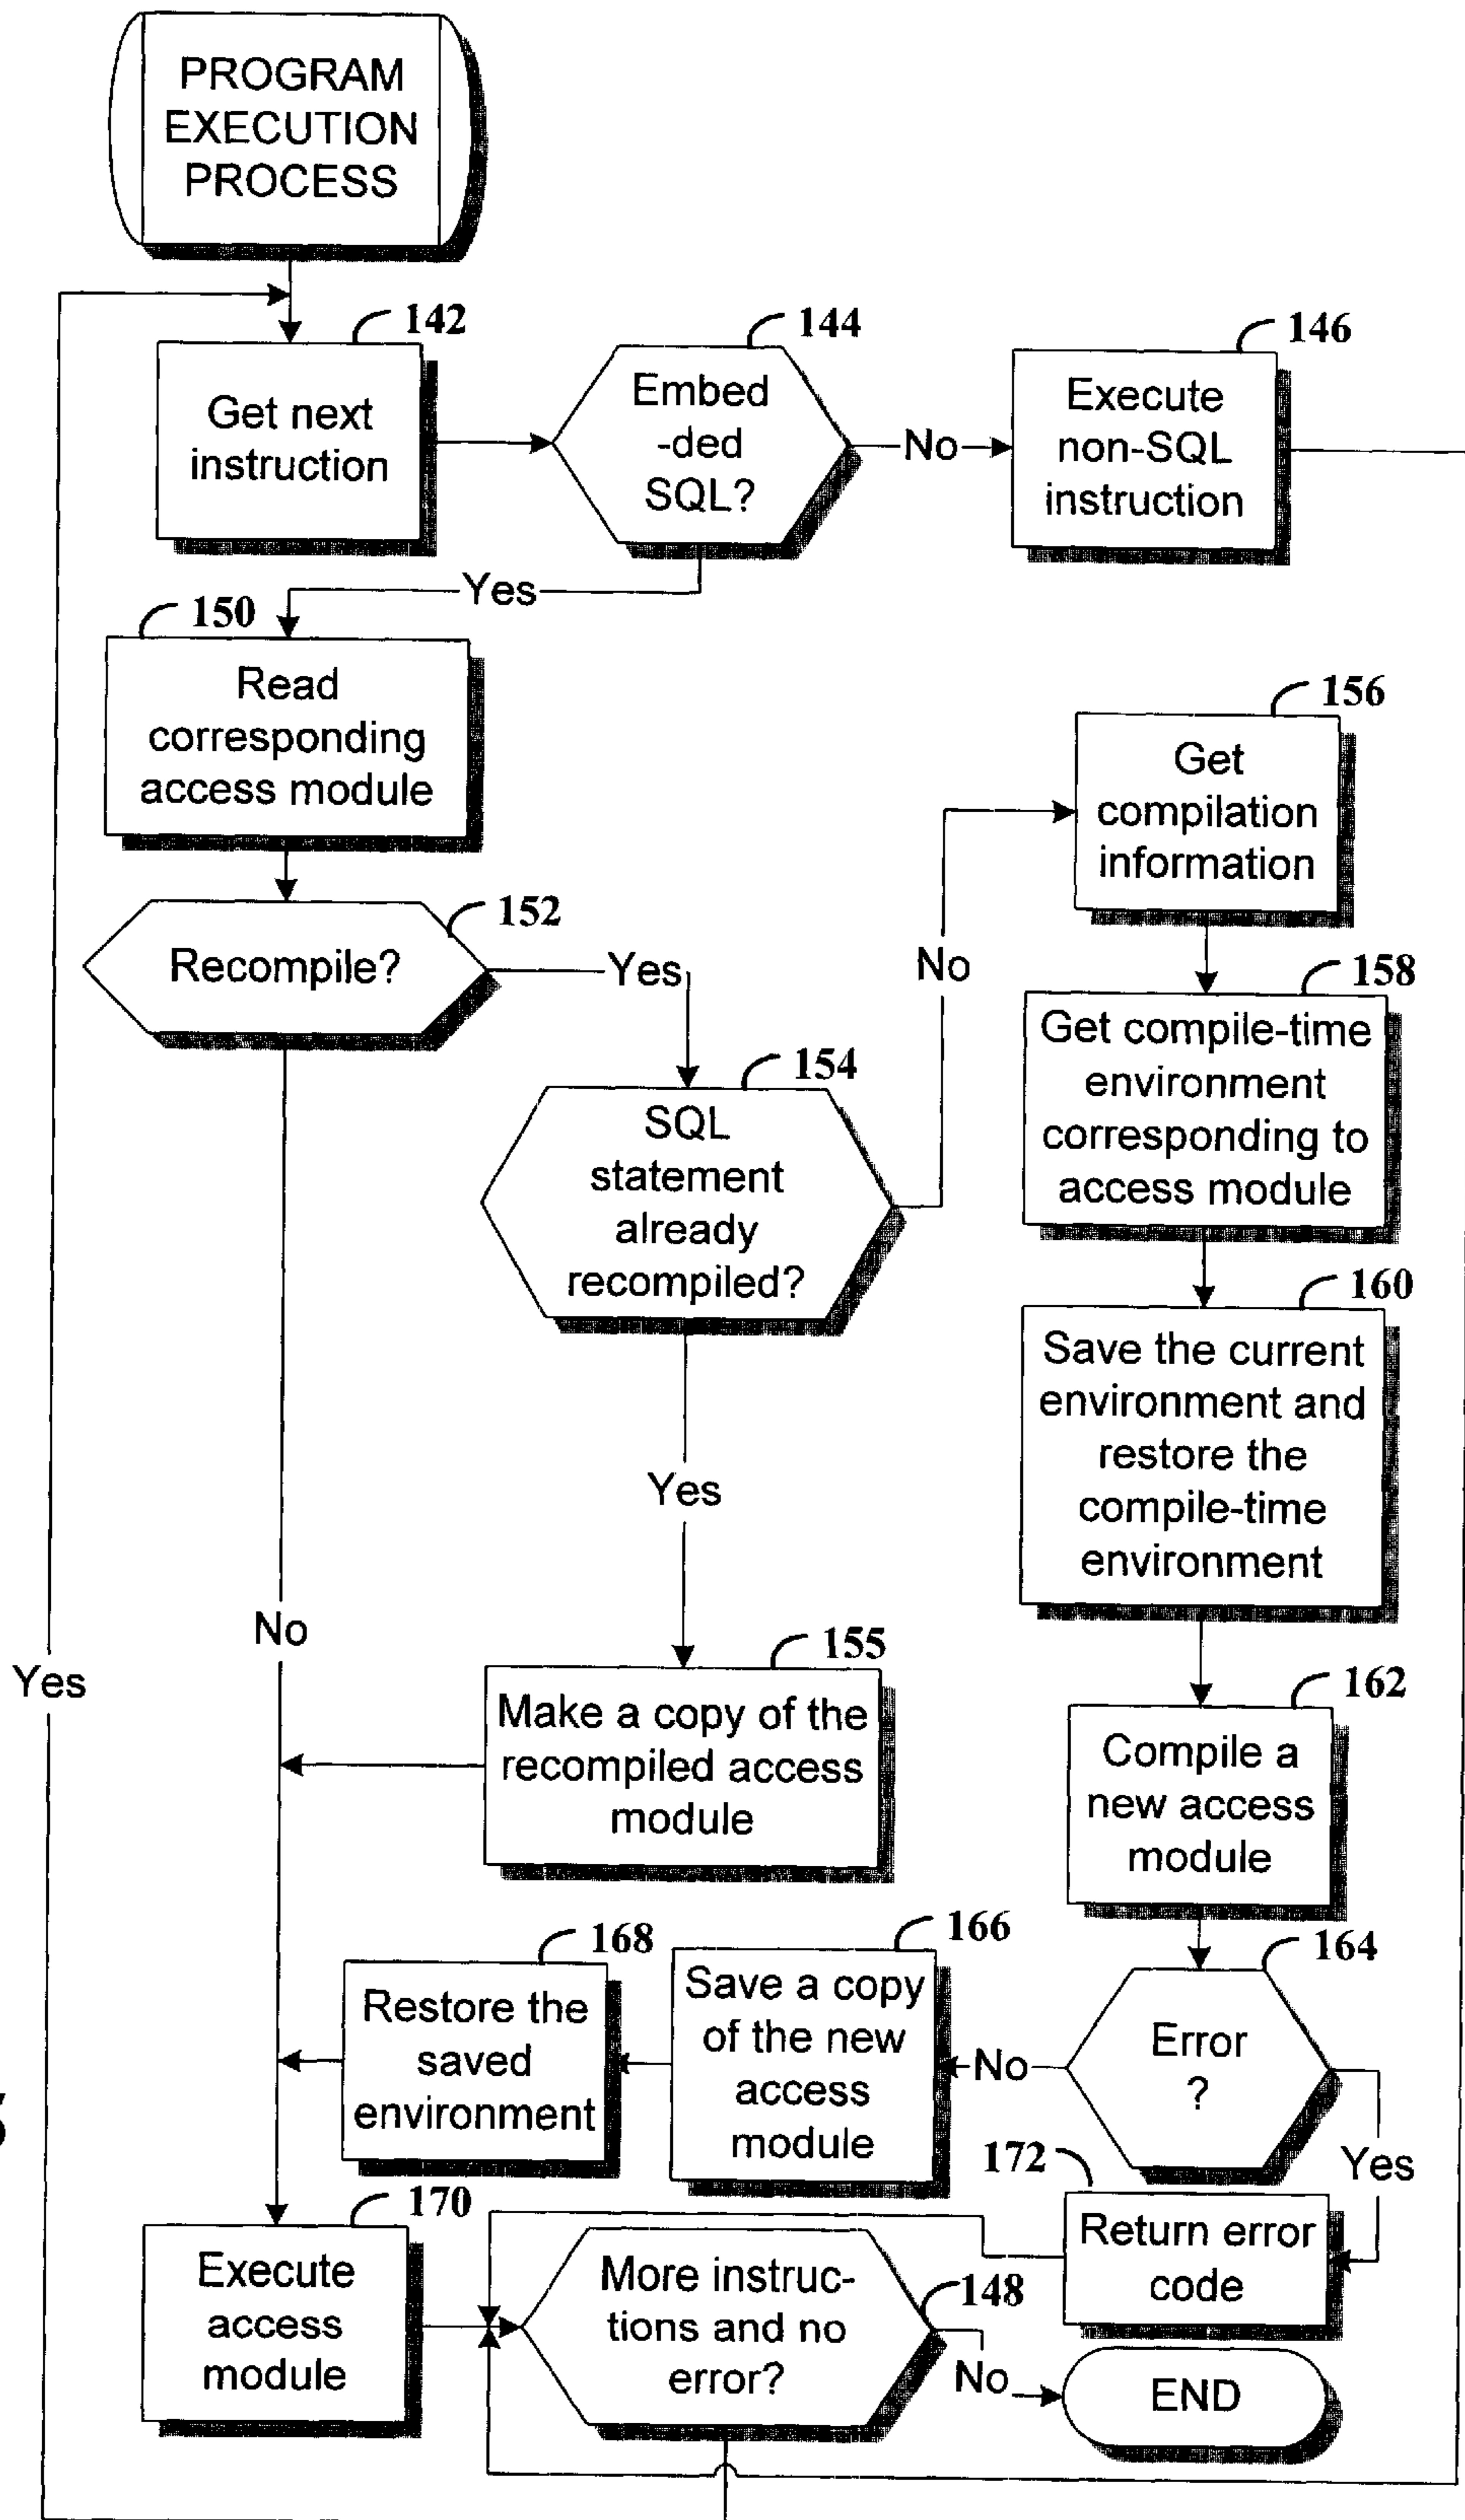 PROGRAM
EXECUTION
PROCESS
142
Get next
instruction
144
Embed
-ded
SQL?
No
146
Execute
non-SQL
instruction
Yes
150
Read
corresponding
access module
152
Recompile?
Yes
154
SQL
statement
already
recompiled?
No
156
Get
compilation
information
158
Get compile-time
environment
corresponding to
access module
160
Save the current
environment and
restore the
compile-time
environment
Yes
No
Yes
155
Make a copy of the
recompiled access
module
162
Compile a
new access
module
164
Error
?
No
Yes
166
Save a copy
of the new
access
module
168
Restore the
saved
environment
170
Execute
access
module
172
Return error
code
148
More instruc-
tions and no
error?
No
END